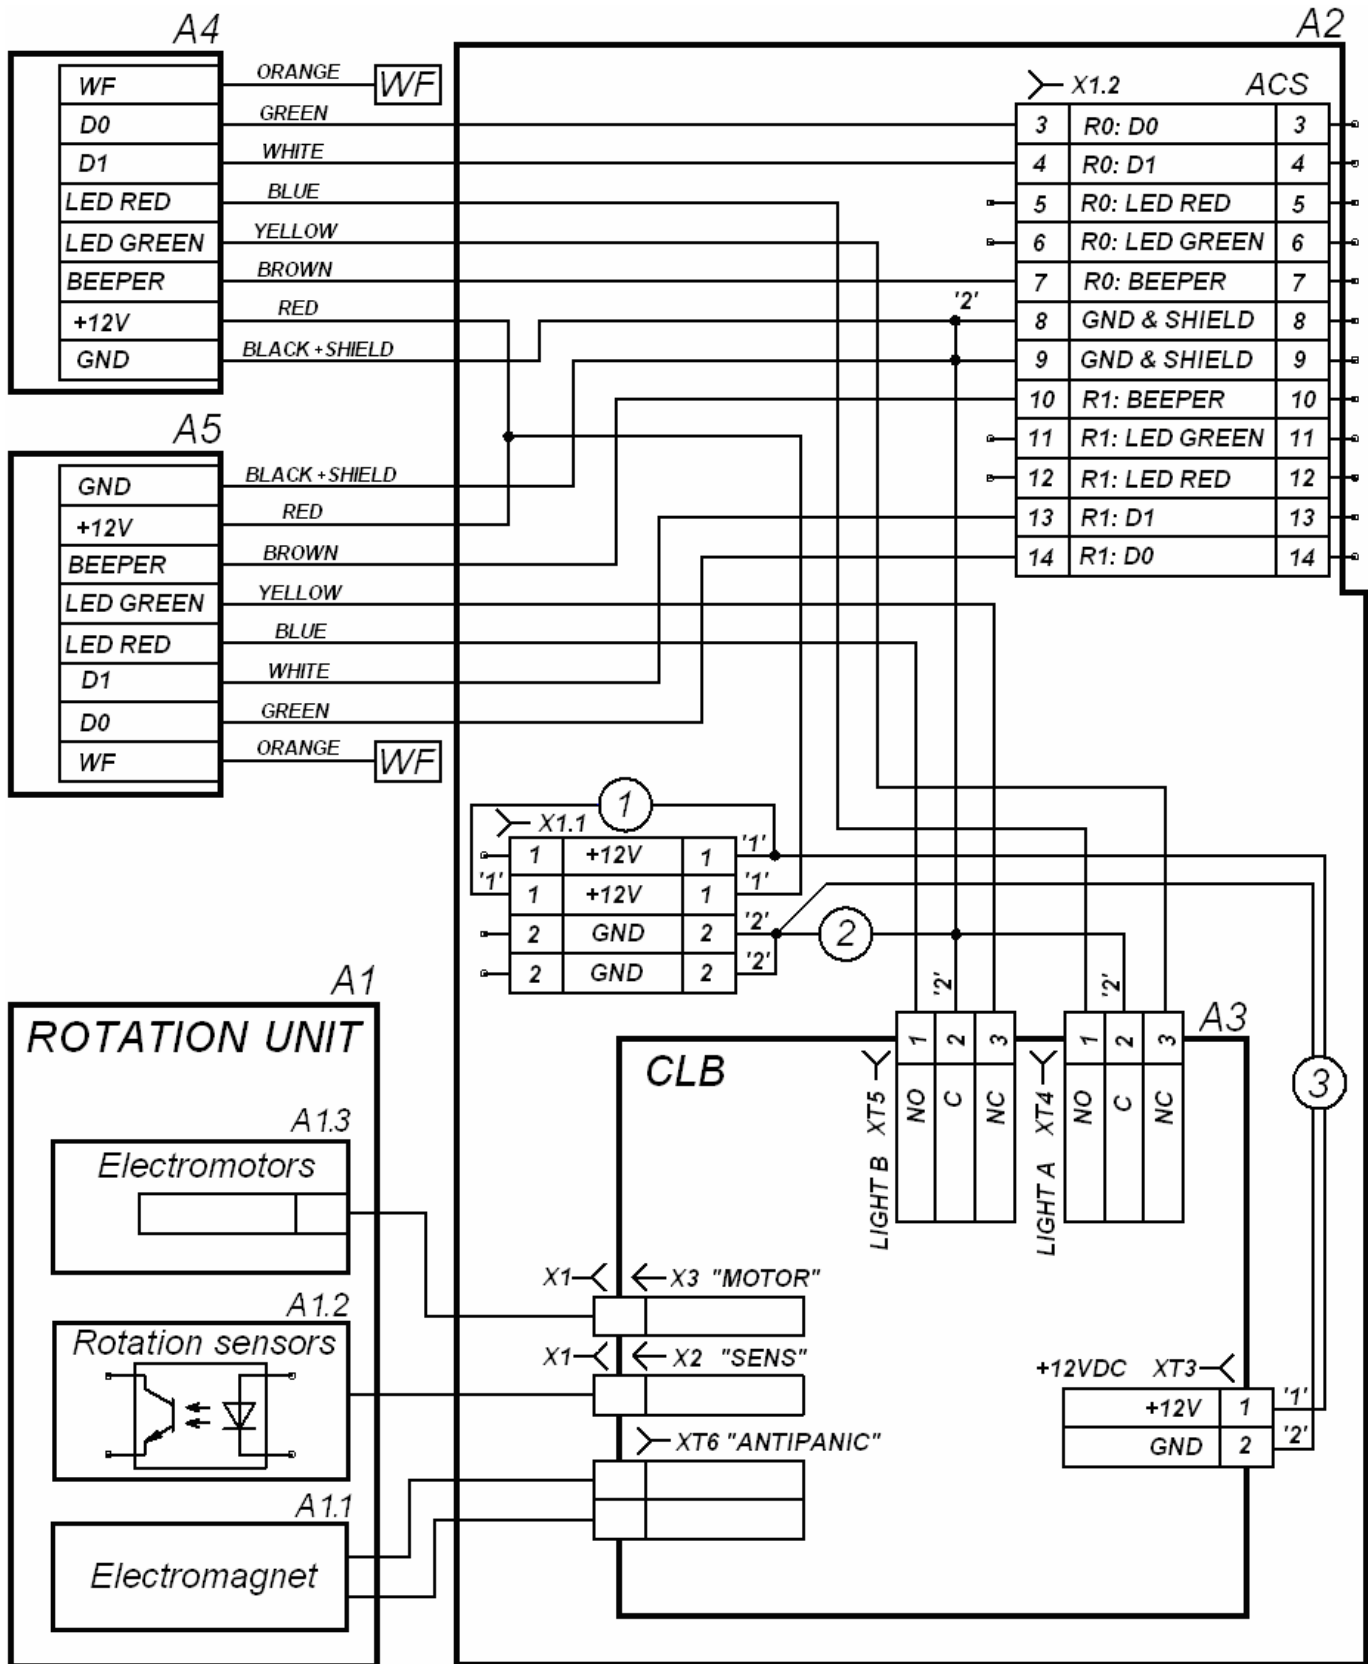 A4
A2
WF ORANGE WF
D0 GREEN
D1 WHITE
LED RED BLUE
LED GREEN YELLOW
BEEPER BROWN
+12V RED
GND BLACK+SHIELD
X1.2 ACS
3 R0: D0 3
4 R0: D1 4
5 R0: LED RED 5
6 R0: LED GREEN 6
7 R0: BEEPER 7
'2'
8 GND & SHIELD 8
9 GND & SHIELD 9
10 R1: BEEPER 10
11 R1: LED GREEN 11
12 R1: LED RED 12
13 R1: D1 13
14 R1: D0 14
A5
GND BLACK+SHIELD
+12V RED
BEEPER BROWN
LED GREEN YELLOW
LED RED BLUE
D1 WHITE
D0 GREEN
WF ORANGE WF
1
X1.1
1 +12V 1 '1'
'1' 1 +12V 1 '1'
2 GND 2 '2'
2 GND 2 '2'
2
'2'
'2'
3
A1
ROTATION UNIT
A1.3
Electromotors
A1.2
Rotation sensors
A1.1
Electromagnet
A3
CLB
LIGHT B XT5
1 NO
2 C
3 NC
LIGHT A XT4
1 NO
2 C
3 NC
X1 X3 "MOTOR"
X1 X2 "SENS"
XT6 "ANTIPANIC"
+12VDC XT3
+12V 1 '1'
GND 2 '2'